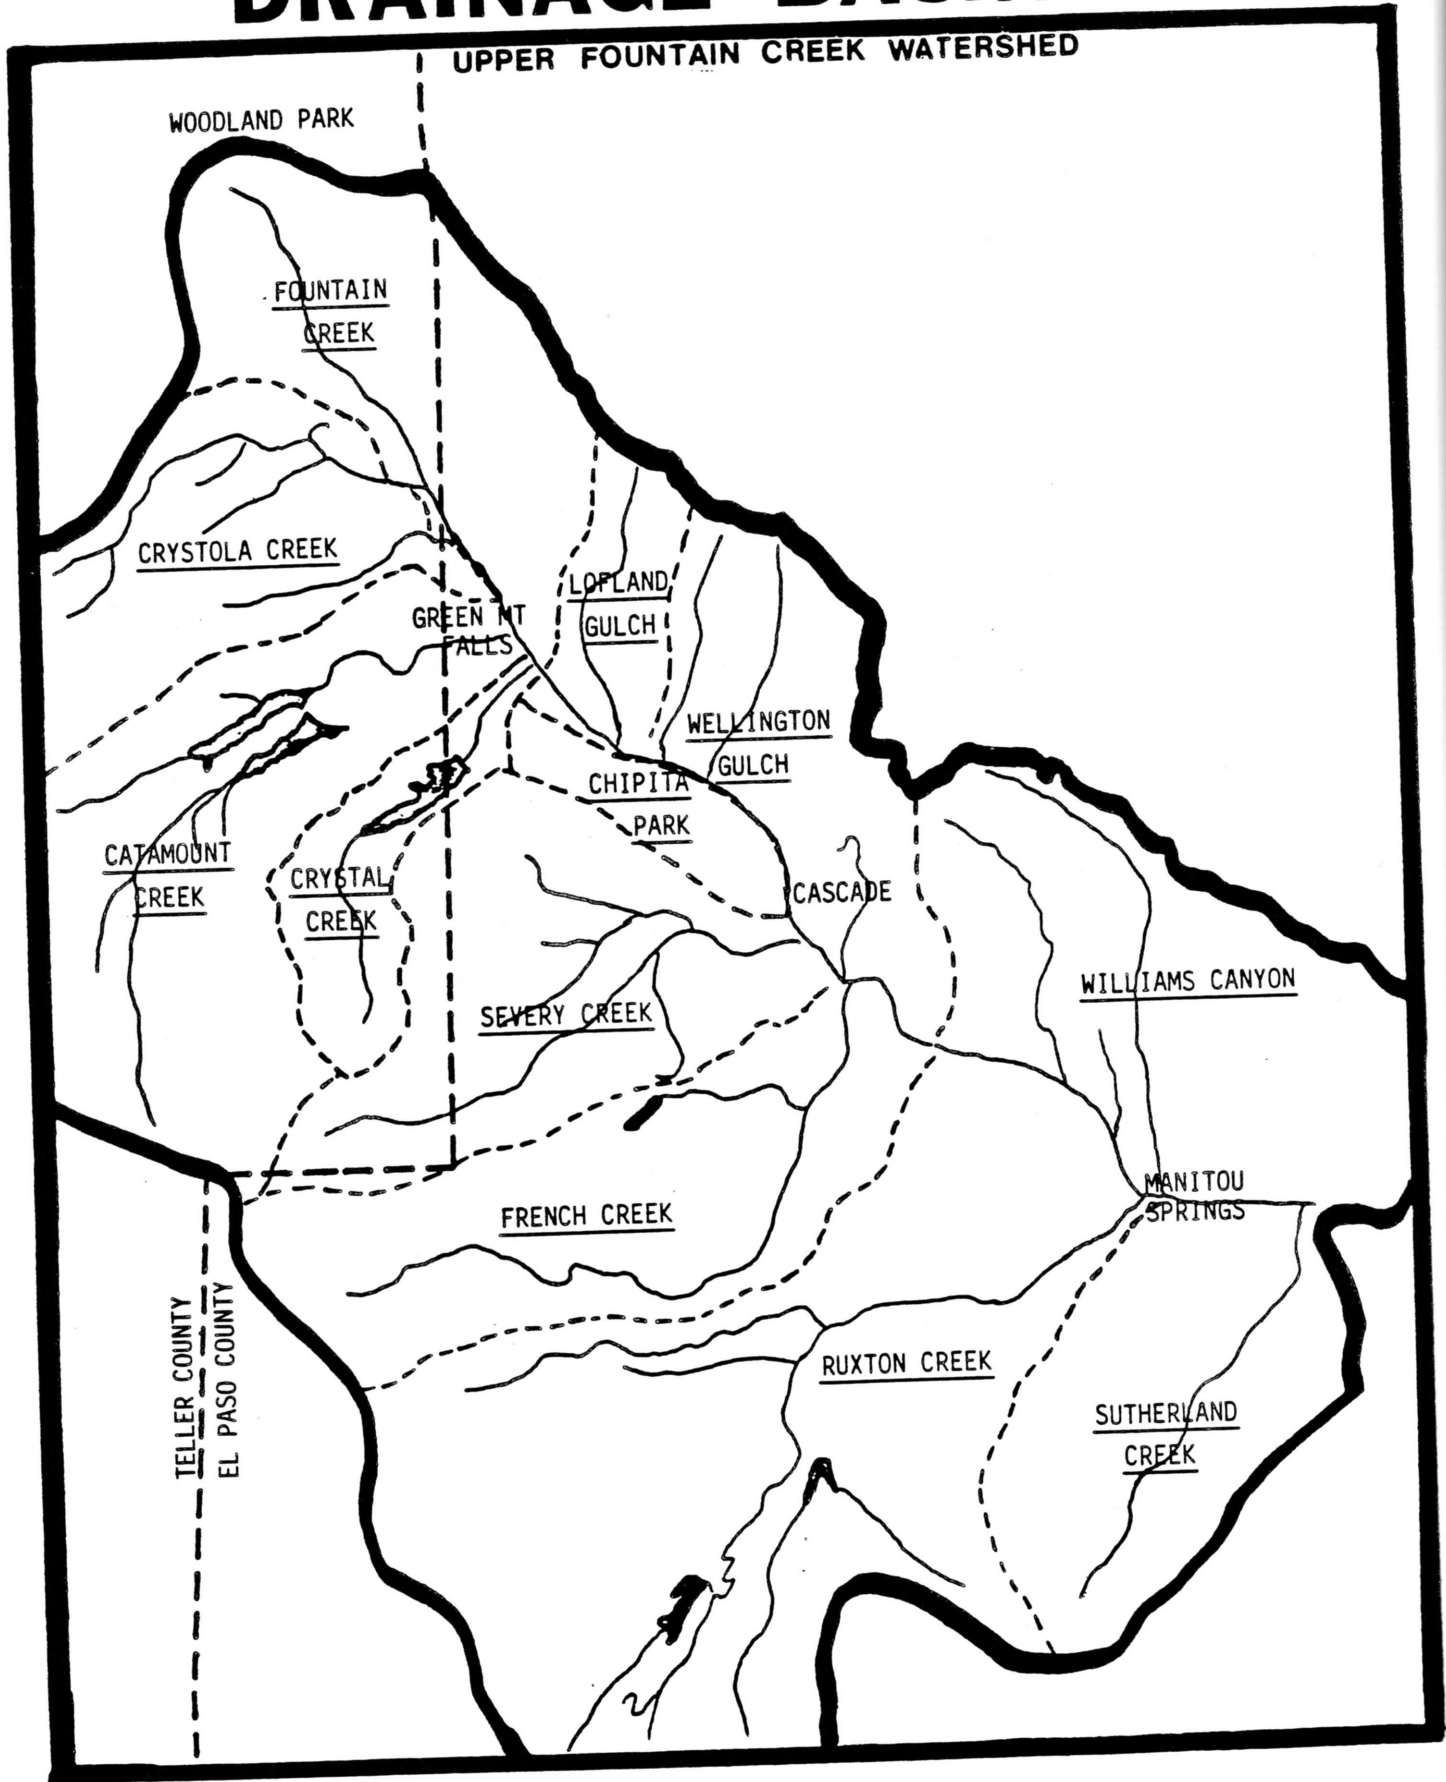 DRAINAGE
UPPER FOUNTAIN CREEK WATERSHED
WOODLAND PARK
FOUNTAIN
CREEK
CRYSTOLA CREEK
GREEN MT
FALLS
LOFLAND
GULCH
WELLINGTON
GULCH
CHIPITA
PARK
CATAMOUNT
CREEK
CRYSTAL
CREEK
CASCADE
SEVERY CREEK
WILLIAMS CANYON
MANITOU
SPRINGS
FRENCH CREEK
TELLER COUNTY
EL PASO COUNTY
RUXTON CREEK
SUTHERLAND
CREEK